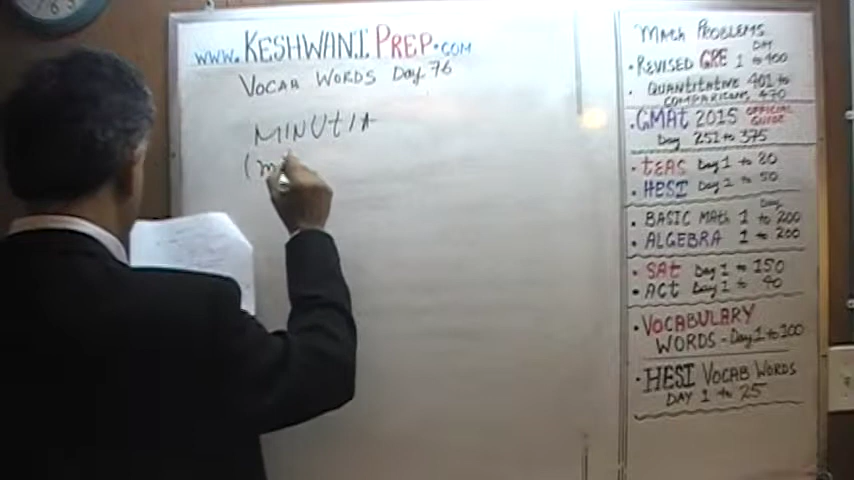 www.KESHWANIPREP.COM
VOCAB WORDS Day 76
MINUTIA
(m
MATH PROBLEMS
DAY
• REVISED GRE 1 to 400
• QUANTITATIVE 401 to
COMPARISONS, 470
• GMAT 2015 OFFICIAL GUIDE
Day 251 to 375
• TEAS Day 1 to 80
• HESI Day 1 to 50
Day
• BASIC MATH 1 to 200
• ALGEBRA 1 to 200
• SAT Day 1 to 150
• ACT Day 1 to 40
• VOCABULARY
WORDS - Day 1 to 100
• HESI VOCAB WORDS
DAY 1 to 25